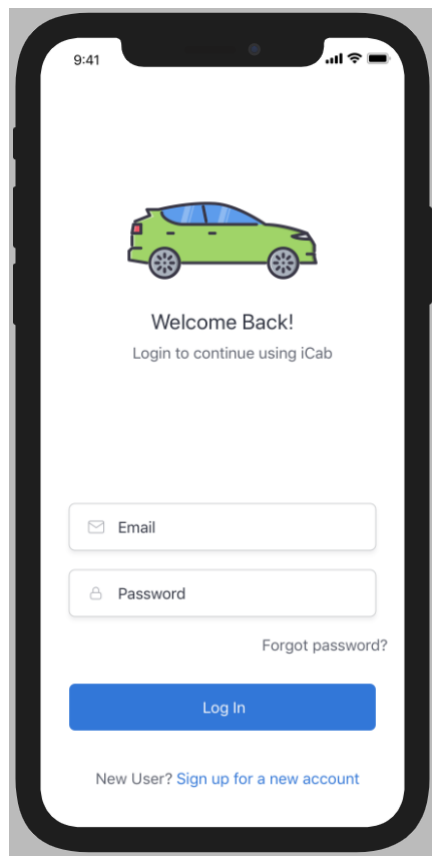 9:41
Welcome Back!
Login to continue using iCab
Email
Password
Forgot password?
Log In
New User? Sign up for a new account